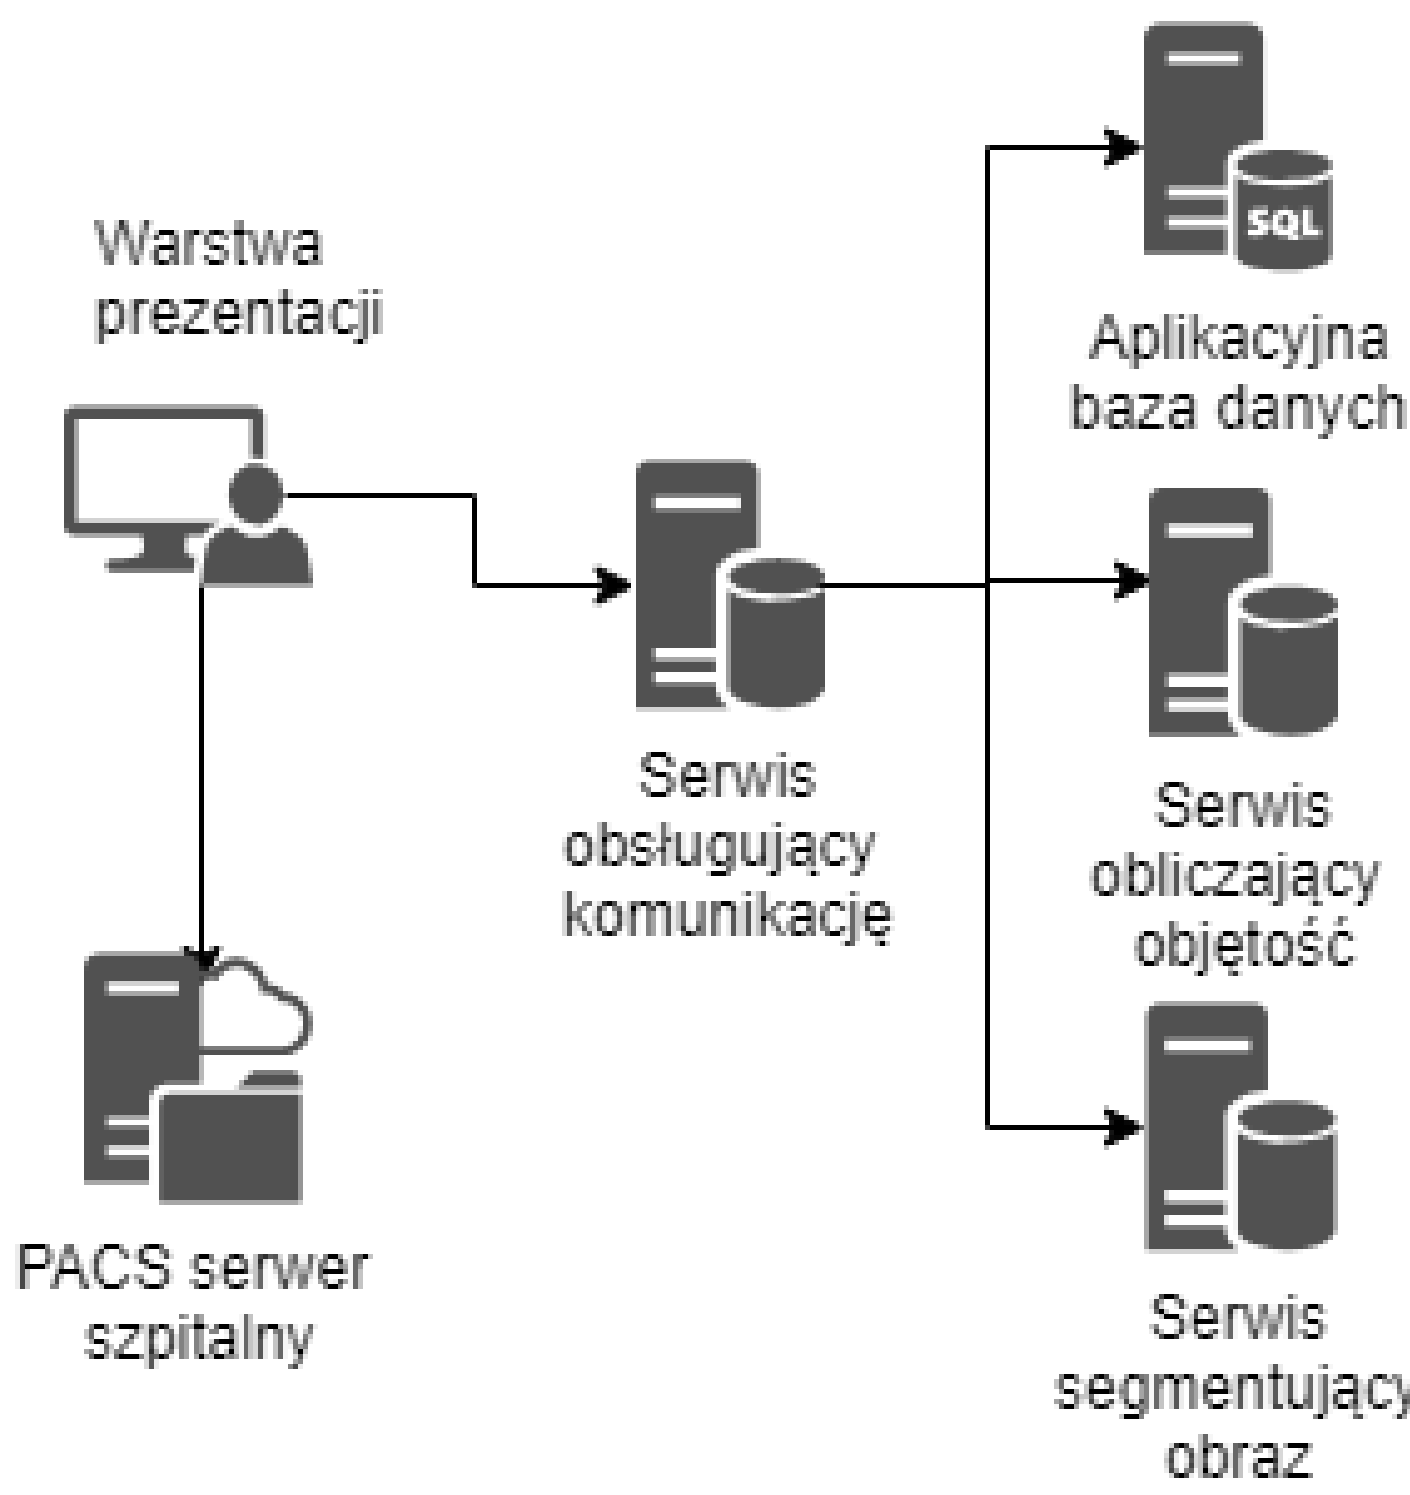 Warstwa
prezentacji
SQL
Aplikacyjna
baza danych
Serwis
obsługujący
komunikację
Serwis
obliczający
objętość
PACS serwer
szpitalny
Serwis
segmentujący
obraz